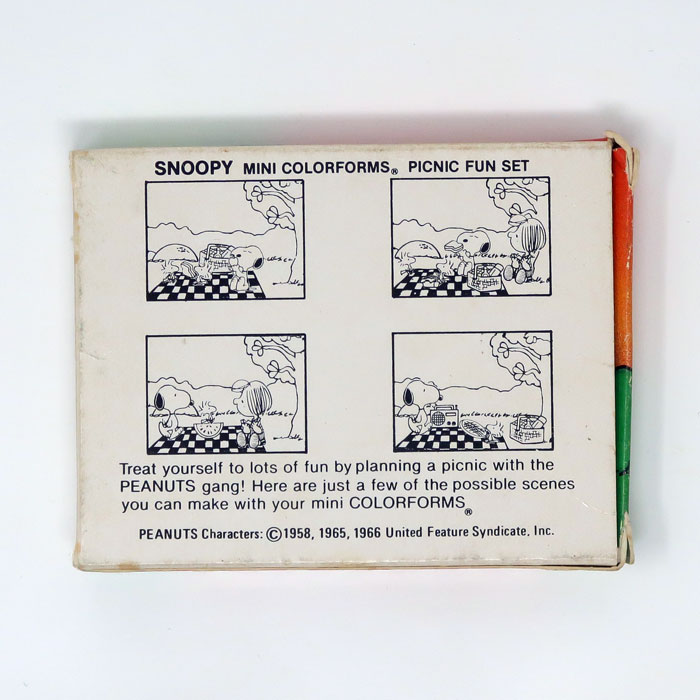 SNOOPY MINI COLORFORMS® PICNIC FUN SET
Treat yourself to lots of fun by planning a picnic with the
PEANUTS gang! Here are just a few of the possible scenes
you can make with your mini COLORFORMS®
PEANUTS Characters: ©1958, 1965, 1966 United Feature Syndicate, Inc.